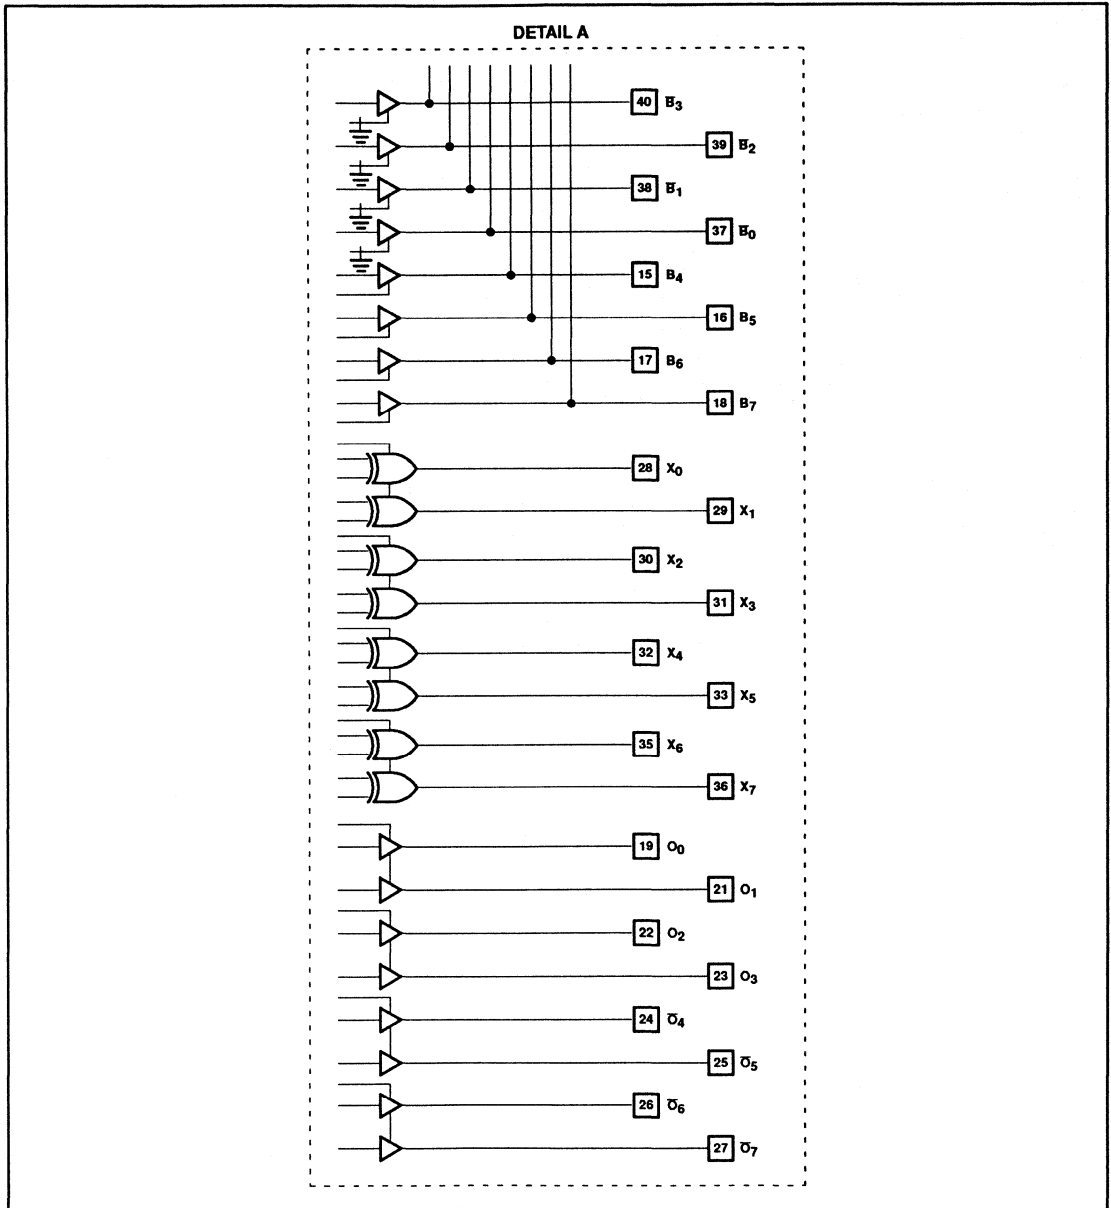 DETAIL A
40 B̅3
39 B̅2
38 B̅1
37 B̅0
15 B4
16 B5
17 B6
18 B7
28 X0
29 X1
30 X2
31 X3
32 X4
33 X5
35 X6
36 X7
19 O0
21 O1
22 O2
23 O3
24 O̅4
25 O̅5
26 O̅6
27 O̅7